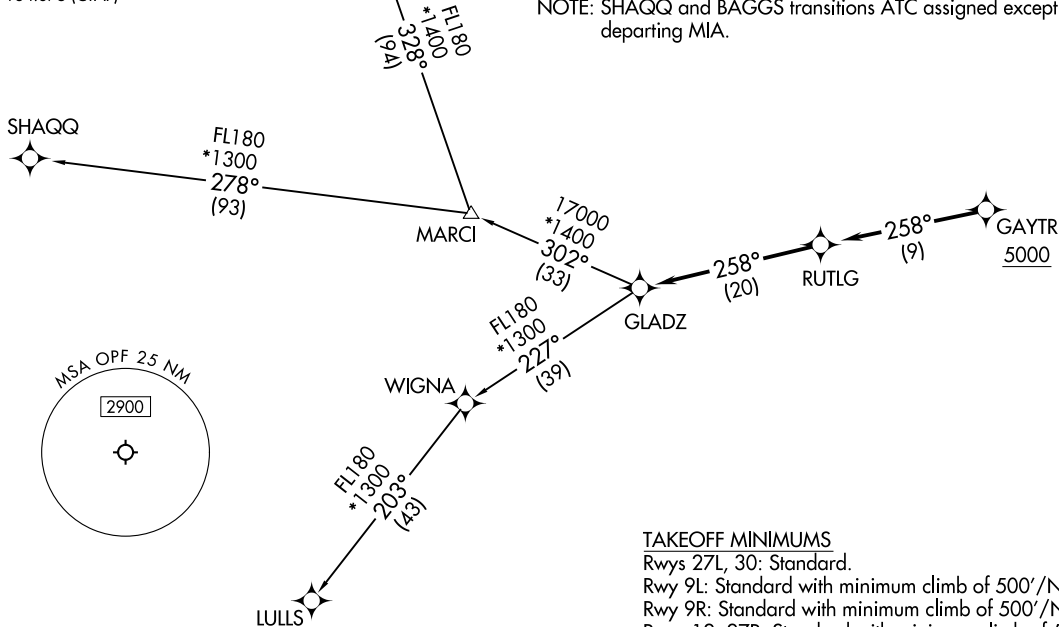 NOTE: SHAQQ and BAGGS transitions ATC assigned except
departing MIA.
FL180
*1400
328°
(94)
SHAQQ
FL180
*1300
278°
(93)
MARCI
17000
*1400
302°
(33)
GAYTR
5000
258°
(9)
RUTLG
258°
(20)
GLADZ
FL180
*1300
227°
(39)
WIGNA
MSA OPF 25 NM
2900
FL180
*1300
203°
(43)
LULLS
TAKEOFF MINIMUMS
Rwys 27L, 30: Standard.
Rwy 9L: Standard with minimum climb of 500'/N
Rwy 9R: Standard with minimum climb of 500'/N